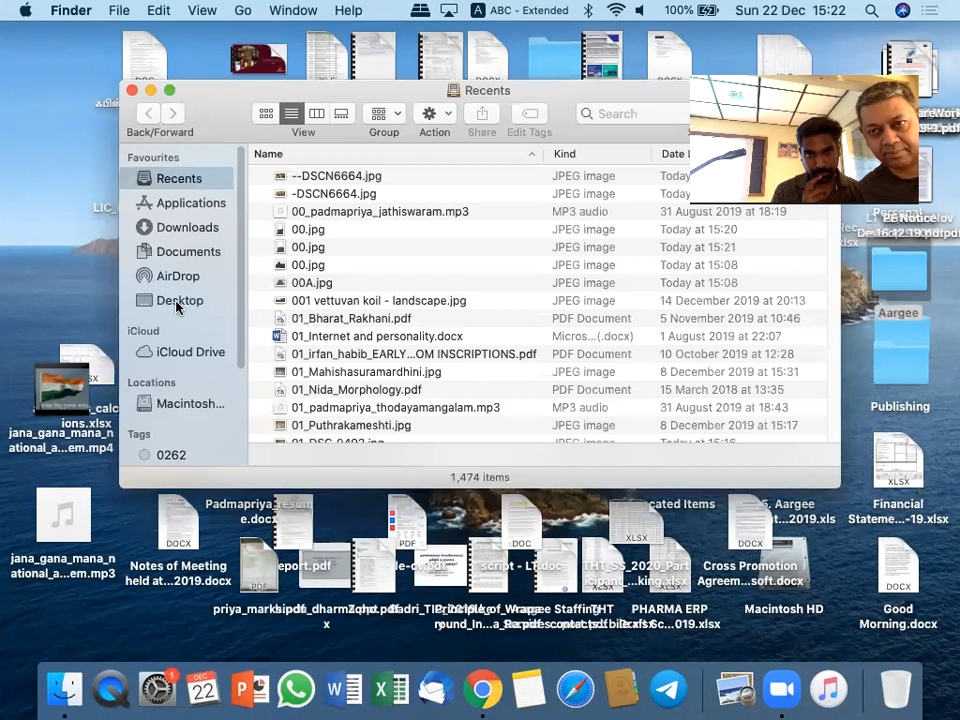 Finder File Edit View Go Window Help A ABC - Extended 100% Sun 22 Dec 15:22
Recents
Search
Back/Forward View Group Action Share Edit Tags
Favourites
Recents
Applications
Downloads
Documents
AirDrop
Desktop
iCloud
iCloud Drive
Locations
Macintosh...
Tags
0262
Name Kind Date L
--DSCN6664.jpg JPEG image Today
-DSCN6664.jpg JPEG image Today
00_padmapriya_jathiswaram.mp3 MP3 audio 31 August 2019 at 18:19
00.jpg JPEG image Today at 15:20
00.jpg JPEG image Today at 15:21
00.jpg JPEG image Today at 15:08
00A.jpg JPEG image Today at 15:08
001 vettuvan koil - landscape.jpg JPEG image 14 December 2019 at 20:13
01_Bharat_Rakhani.pdf PDF Document 5 November 2019 at 10:46
01_Internet and personality.docx Micros...(.docx) 1 August 2019 at 22:07
01_irfan_habib_EARLY...OM INSCRIPTIONS.pdf PDF Document 10 October 2019 at 12:28
01_Mahishasuramardhini.jpg JPEG image 8 December 2019 at 15:31
01_Nida_Morphology.pdf PDF Document 15 March 2018 at 13:35
01_padmapriya_thodayamangalam.mp3 MP3 audio 31 August 2019 at 18:43
01_Puthrakameshti.jpg JPEG image 8 December 2019 at 15:17
1,474 items
Aargee
Publishing
XLSX
Financial
Stateme...-19.xlsx
jana_gana_mana_n
ational_a...em.mp4
jana_gana_mana_n
ational_a...em.mp3
DOCX
Notes of Meeting
held at...2019.docx
PDF
DOC
XLSX
DOCX
Cross Promotion
Agreem...soft.docx
PHARMA ERP
Macintosh HD
DOCX
Good
Morning.docx
DEC
22